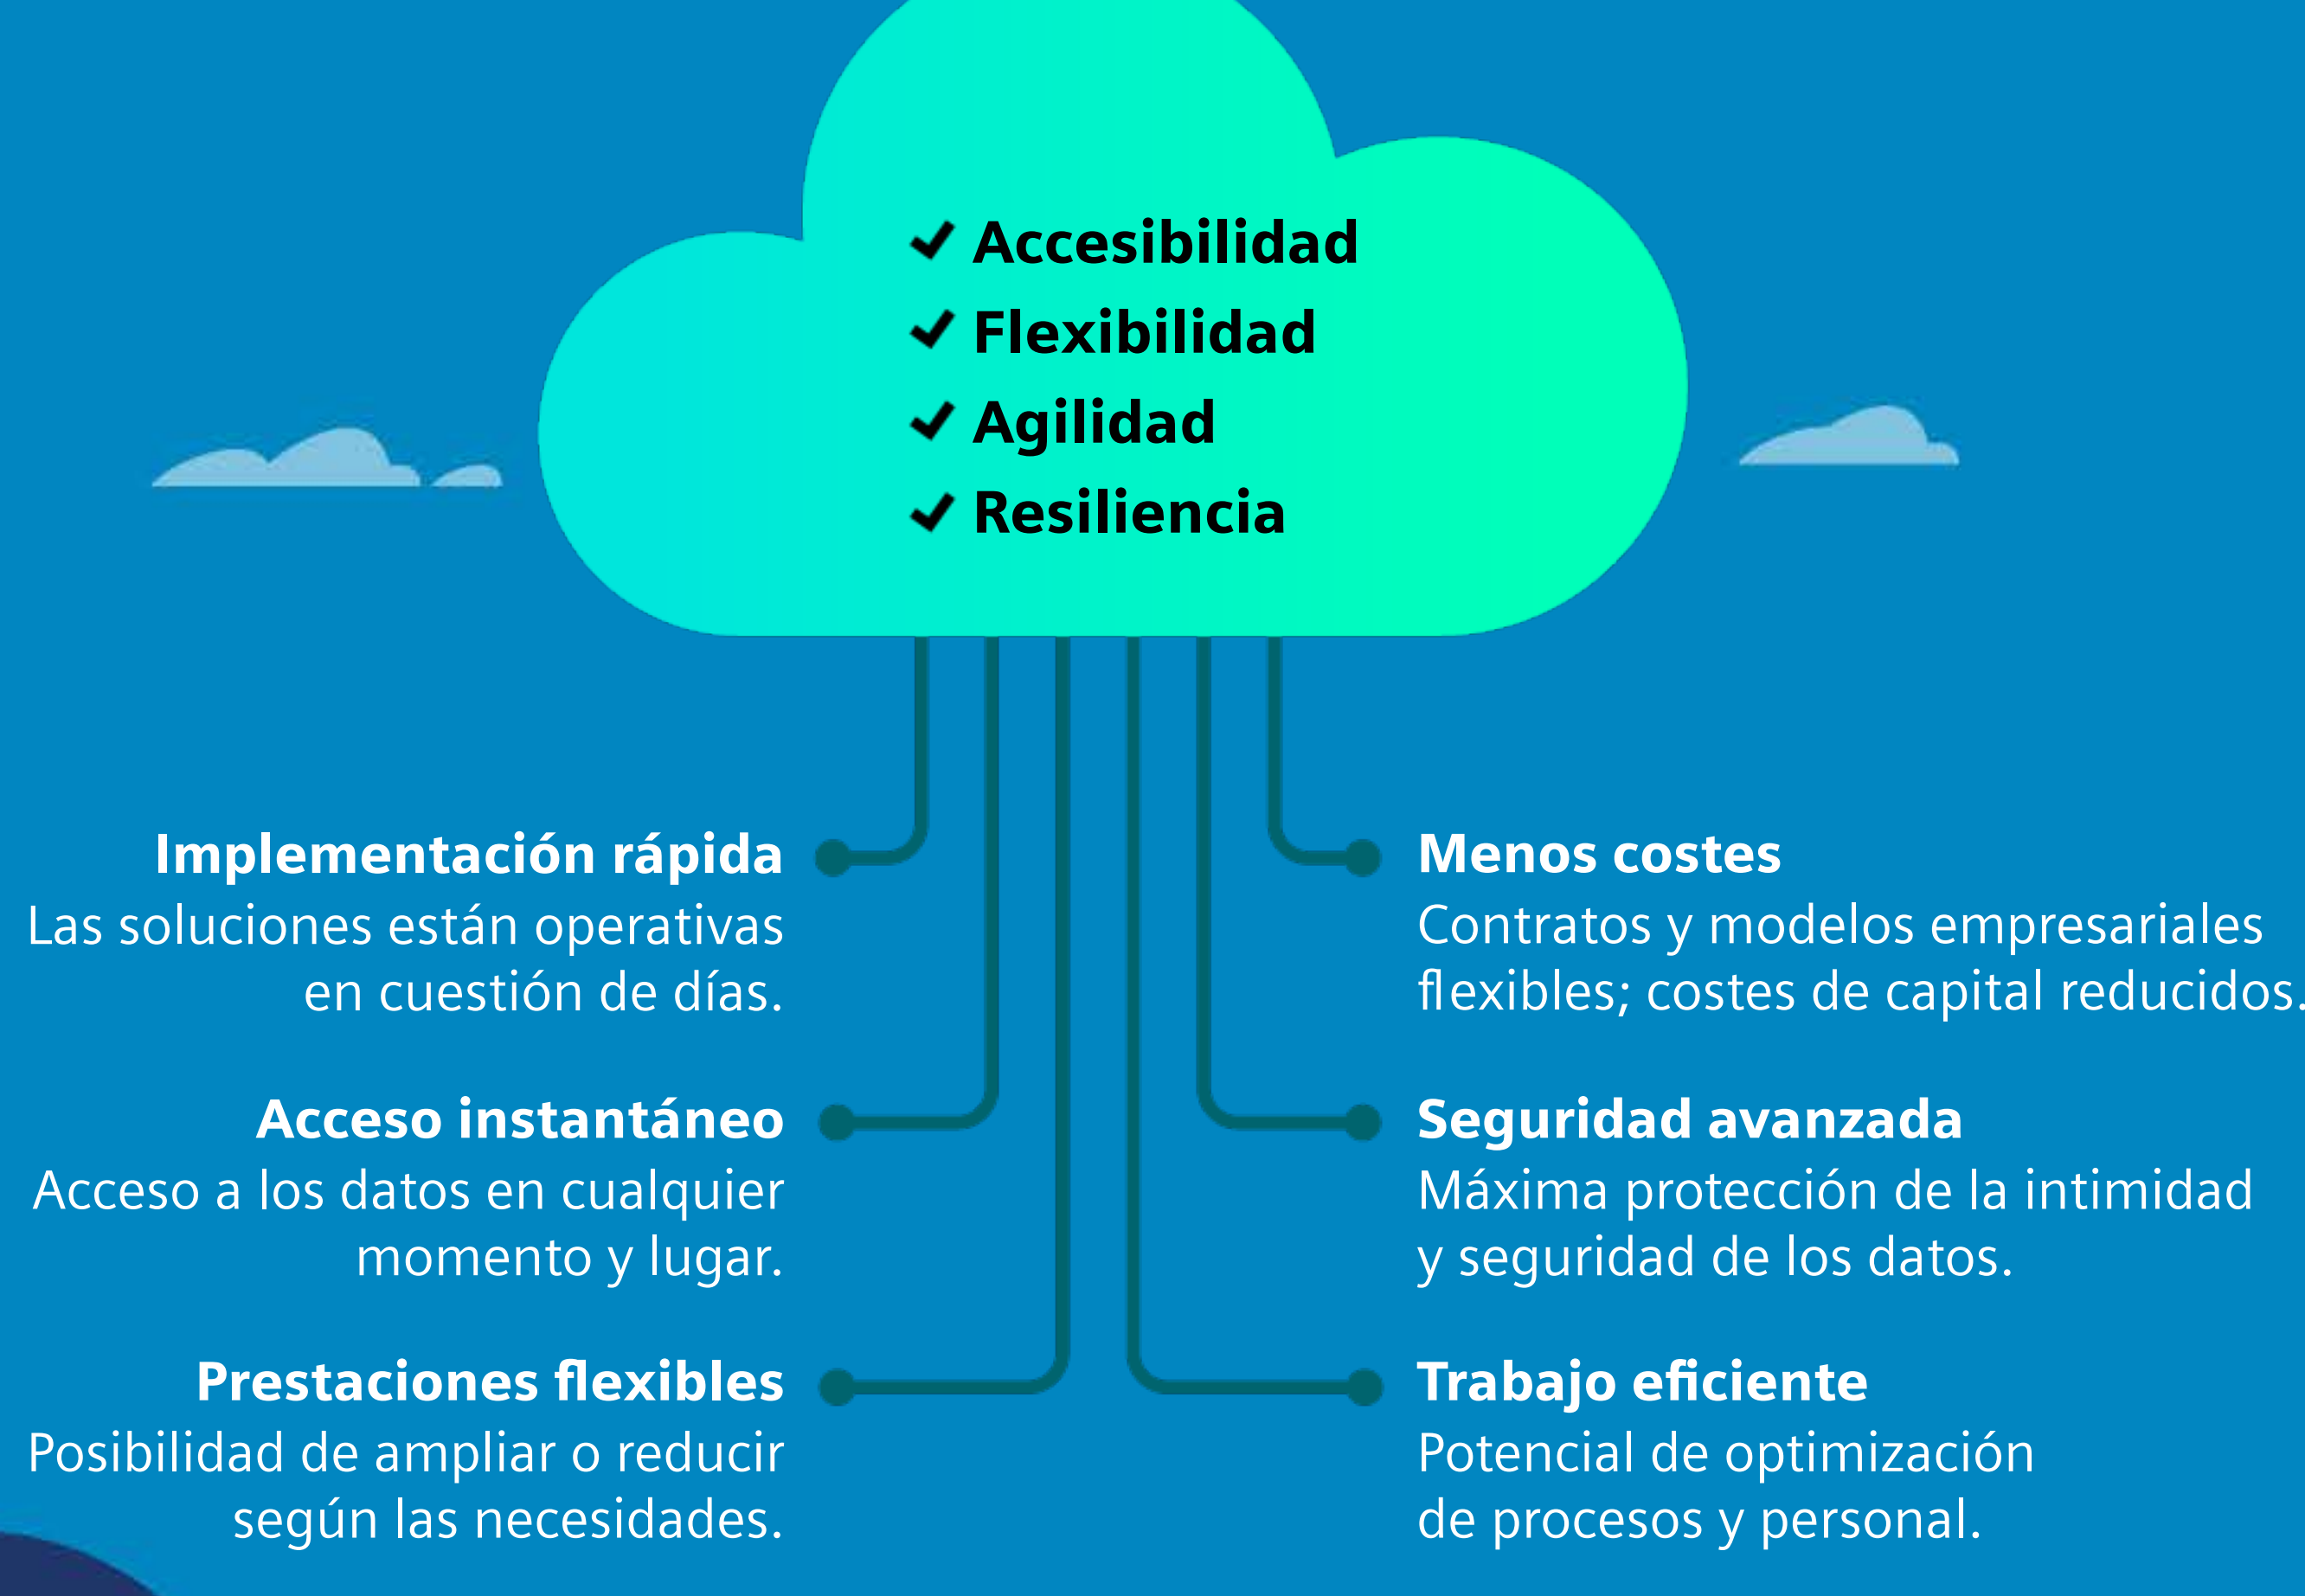 Accesibilidad
Flexibilidad
Agilidad
Resiliencia
Implementación rápida
Las soluciones están operativas
en cuestión de días.
Acceso instantáneo
Acceso a los datos en cualquier
momento y lugar.
Prestaciones flexibles
Posibilidad de ampliar o reducir
según las necesidades.
Menos costes
Contratos y modelos empresariales
flexibles; costes de capital reducidos.
Seguridad avanzada
Máxima protección de la intimidad
y seguridad de los datos.
Trabajo eficiente
Potencial de optimización
de procesos y personal.